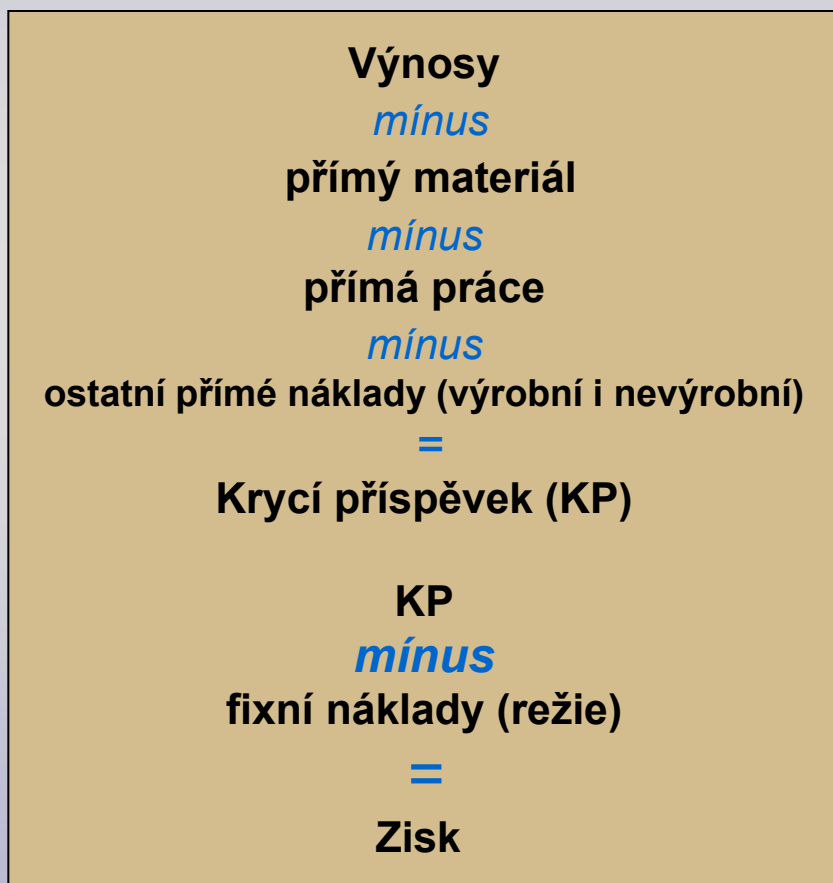 Výnosy
mínus
přímý materiál
mínus
přímá práce
mínus
ostatní přímé náklady (výrobní i nevýrobní)
=
Krycí příspěvek (KP)
KP
mínus
fixní náklady (režie)
=
Zisk